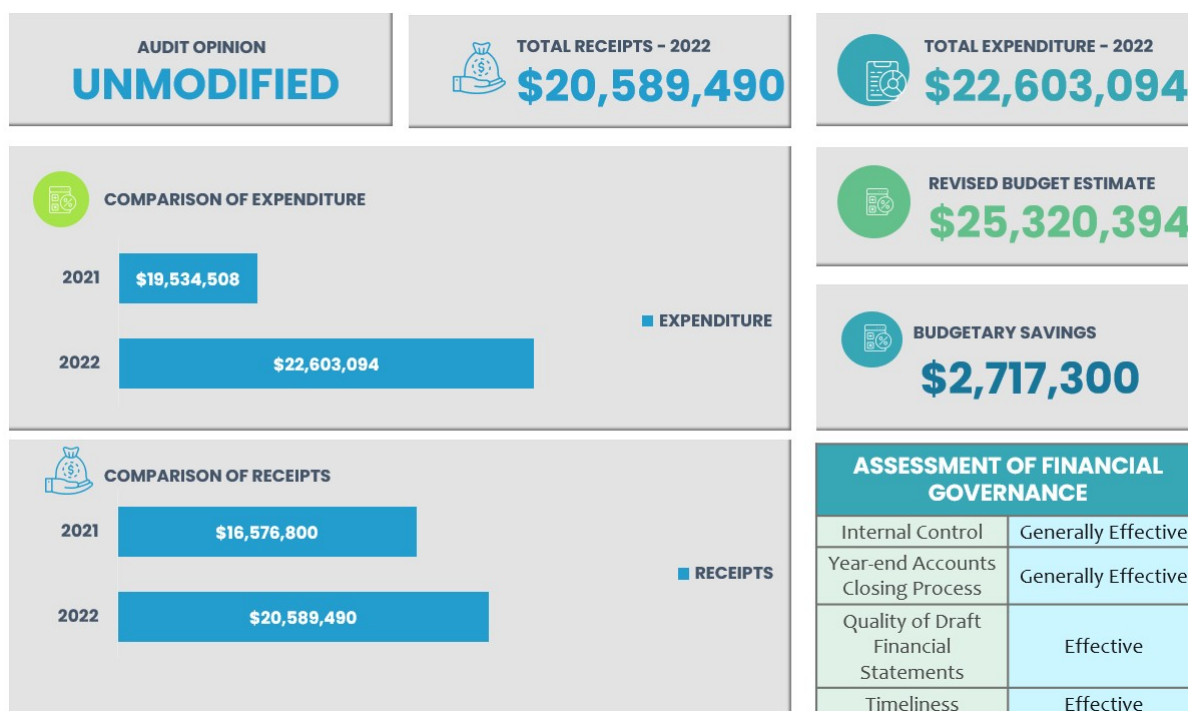 AUDIT OPINION
UNMODIFIED
TOTAL RECEIPTS - 2022
$20,589,490
TOTAL EXPENDITURE - 2022
$22,603,094
COMPARISON OF EXPENDITURE
2021
$19,534,508
2022
$22,603,094
EXPENDITURE
REVISED BUDGET ESTIMATE
$25,320,394
BUDGETARY SAVINGS
$2,717,300
COMPARISON OF RECEIPTS
2021
$16,576,800
2022
$20,589,490
RECEIPTS
ASSESSMENT OF FINANCIAL
GOVERNANCE
Internal Control
Generally Effective
Year-end Accounts
Closing Process
Generally Effective
Quality of Draft
Financial
Statements
Effective
Timeliness
Effective